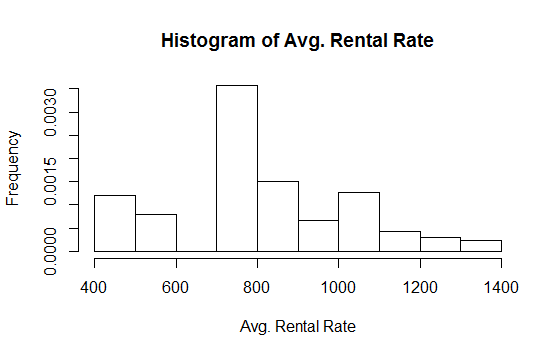 Histogram of Avg. Rental Rate
Frequency
0.0030
0.0015
0.0000
400 600 800 1000 1200 1400
Avg. Rental Rate